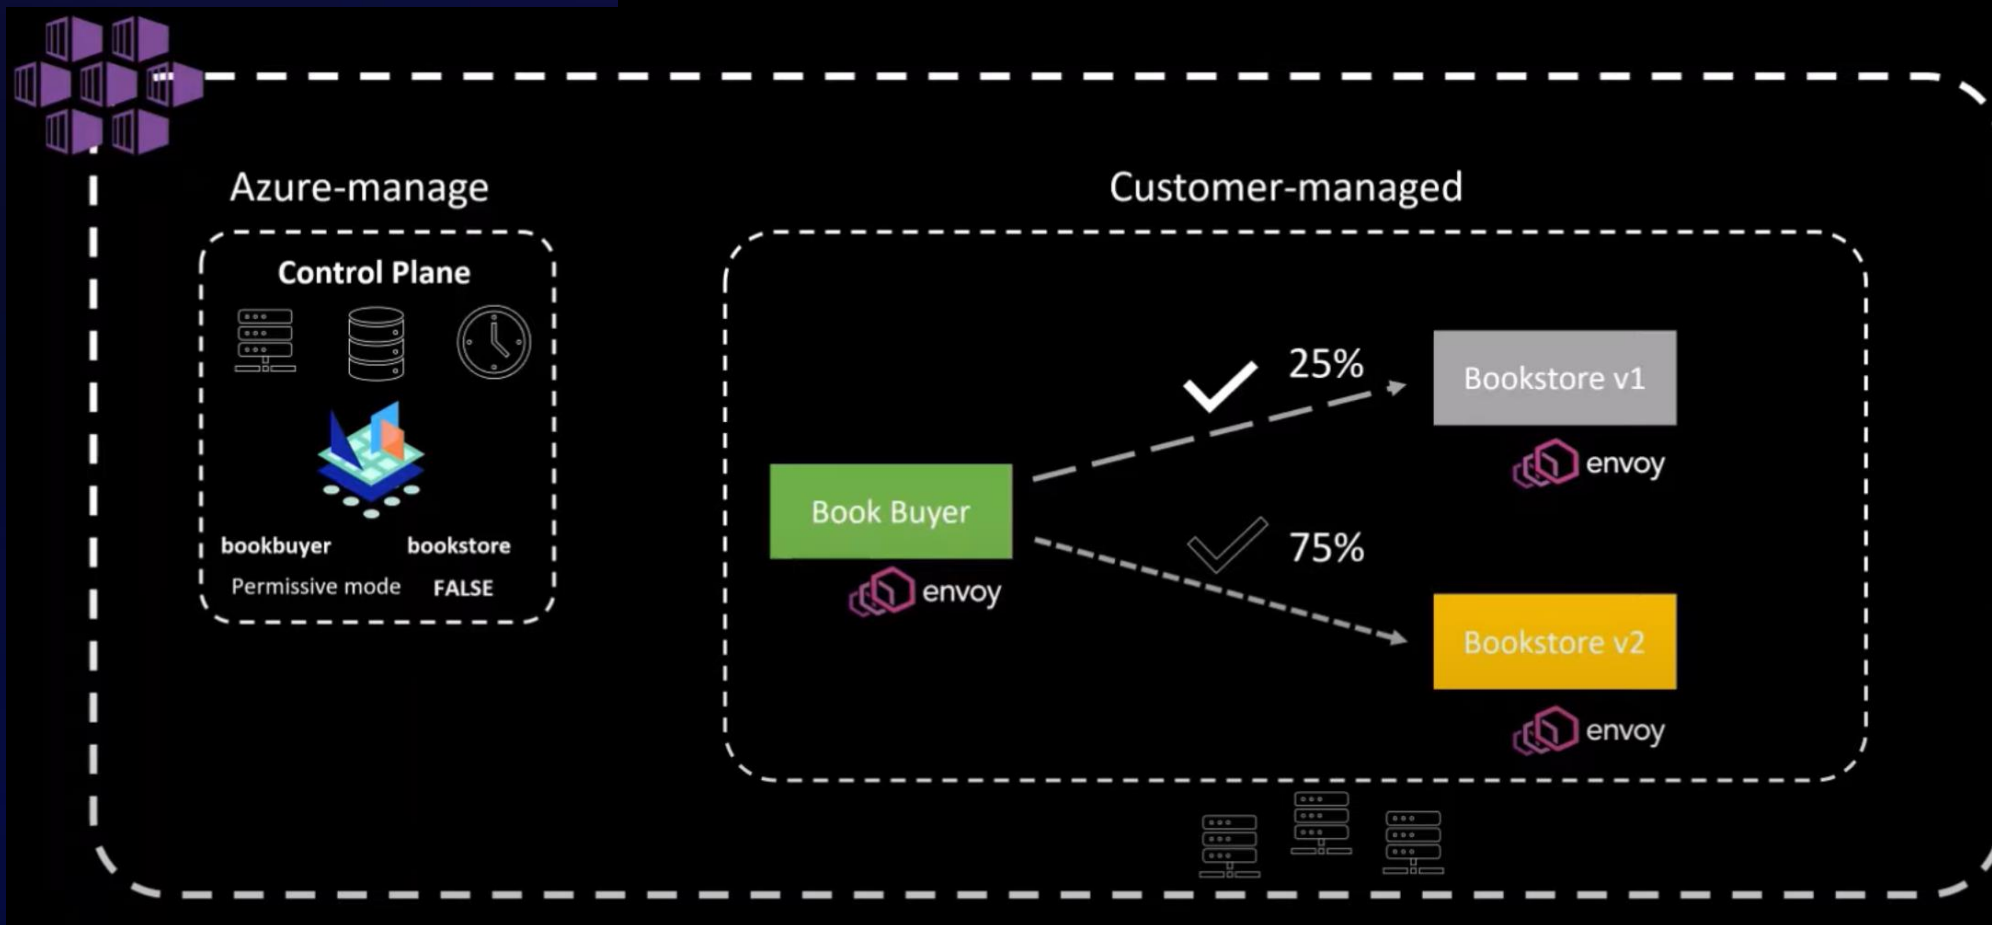 Azure-manage
Customer-managed
Control Plane
bookbuyer bookstore
Permissive mode FALSE
25%
Bookstore v1
envoy
Book Buyer
envoy
75%
Bookstore v2
envoy